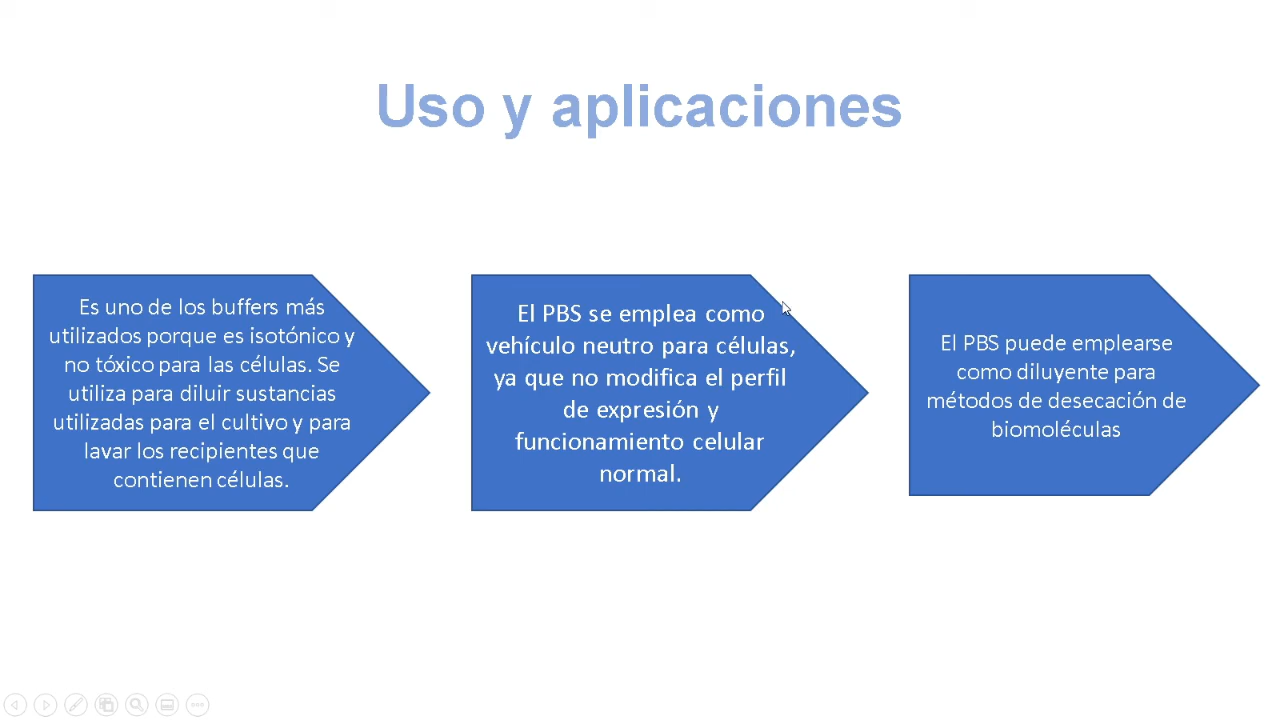 Uso y aplicaciones
Es uno de los buffers más
utilizados porque es isotónico y
no tóxico para las células. Se
utiliza para diluir sustancias
utilizadas para el cultivo y para
lavar los recipientes que
contienen células.
El PBS se emplea como
vehículo neutro para células,
ya que no modifica el perfil
de expresión y
funcionamiento celular
normal.
El PBS puede emplearse
como diluyente para
métodos de desecación de
biomoléculas